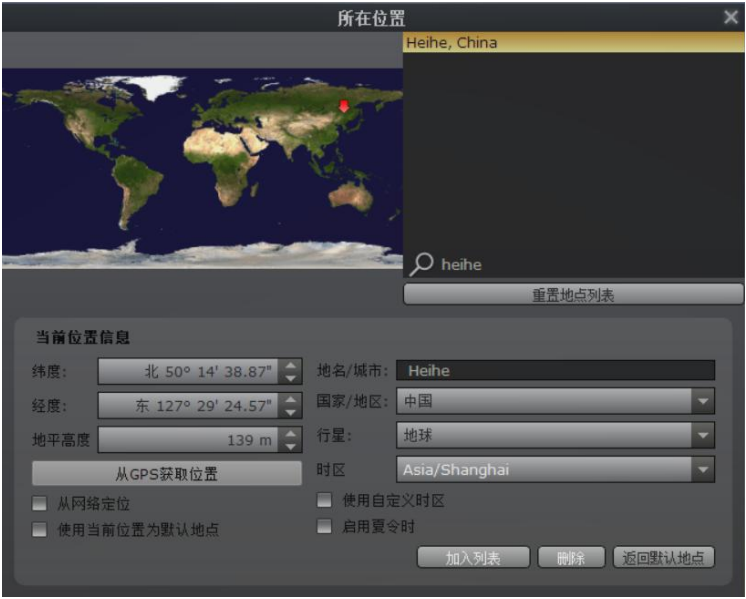 所在位置
Heihe, China
heihe
重置地点列表
当前位置信息
纬度: 北 50° 14' 38.87"
地名/城市: Heihe
经度: 东 127° 29' 24.57"
国家/地区: 中国
地平高度 139 m
行星: 地球
从GPS获取位置
时区 Asia/Shanghai
从网络定位
使用自定义时区
使用当前位置为默认地点
启用夏令时
加入列表 删除 返回默认地点